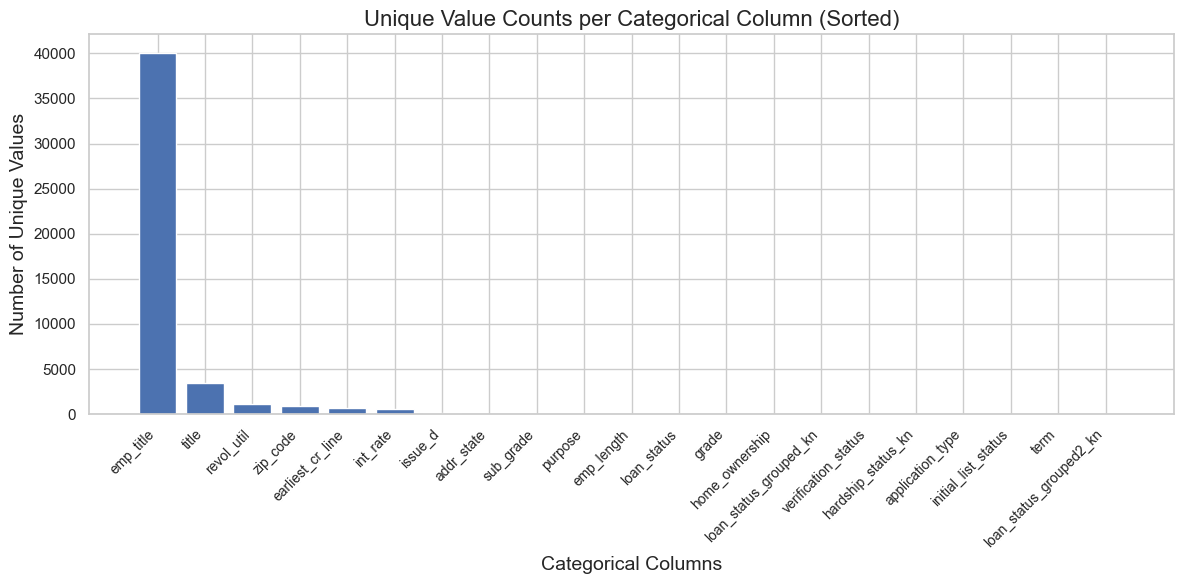 Unique Value Counts per Categorical Column (Sorted)
Number of Unique Values
40000
35000
30000
25000
20000
15000
10000
5000
0
emp_title
title
revol_util
zip_code
earliest_cr_line
int_rate
issue_d
addr_state
sub_grade
purpose
emp_length
loan_status
grade
home_ownership
loan_status_grouped_kn
verification_status
hardship_status_kn
application_type
initial_list_status
term
loan_status_grouped2_kn
Categorical Columns